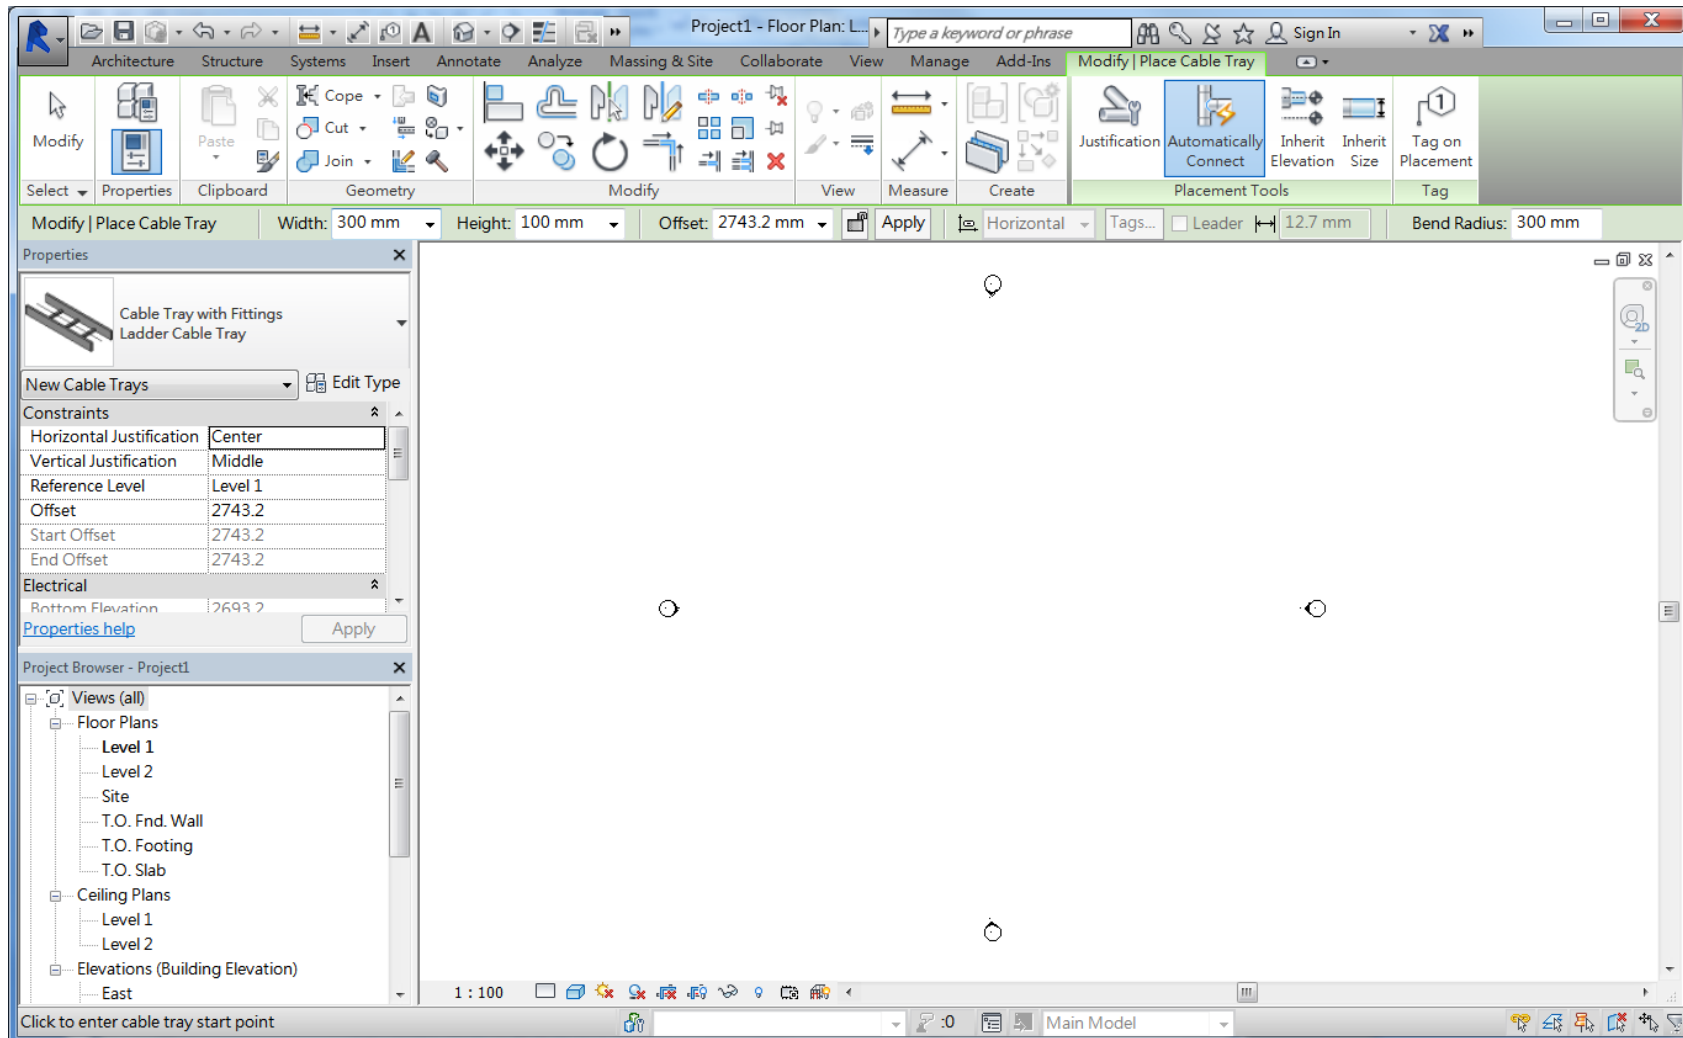 Project1 - Floor Plan: L... Type a keyword or phrase Sign In
Architecture Structure Systems Insert Annotate Analyze Massing & Site Collaborate View Manage Add-Ins Modify | Place Cable Tray
Modify Paste Cope Cut Join Justification Automatically Connect Inherit Elevation Inherit Size Tag on Placement
Select Properties Clipboard Geometry Modify View Measure Create Placement Tools Tag
Modify | Place Cable Tray Width: 300 mm Height: 100 mm Offset: 2743.2 mm Apply Horizontal Tags... Leader 12.7 mm Bend Radius: 300 mm
Properties
Cable Tray with Fittings
Ladder Cable Tray
New Cable Trays Edit Type
Constraints
Horizontal Justification Center
Vertical Justification Middle
Reference Level Level 1
Offset 2743.2
Start Offset 2743.2
End Offset 2743.2
Electrical
Bottom Elevation 2693.2
Properties help Apply
Project Browser - Project1
Views (all)
Floor Plans
Level 1
Level 2
Site
T.O. Fnd. Wall
T.O. Footing
T.O. Slab
Ceiling Plans
Level 1
Level 2
Elevations (Building Elevation)
East
1 : 100
Click to enter cable tray start point :0 Main Model
2D